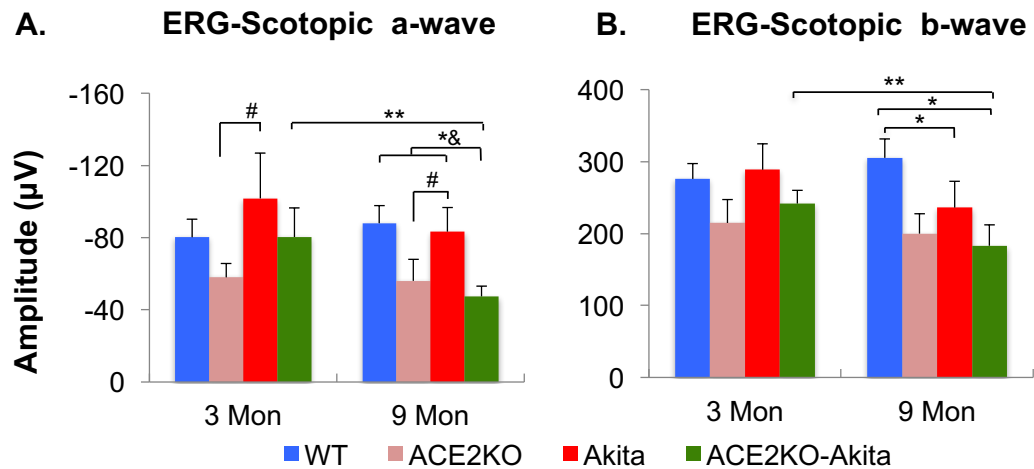 A. ERG-Scotopic a-wave
Amplitude (µV)
-160
-120
-80
-40
0
#
**
*&
#
3 Mon 9 Mon
B. ERG-Scotopic b-wave
400
300
200
100
0
**
*
*
3 Mon 9 Mon
WT ACE2KO Akita ACE2KO-Akita